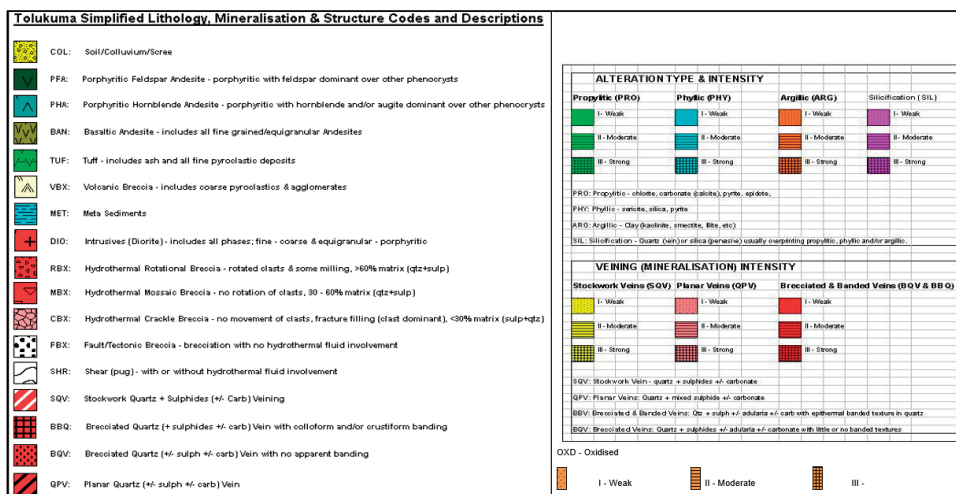 Tolukuma Simplified Lithology, Mineralisation & Structure Codes and Descriptions
COL: Soil/Colluvium/Scree
PFA: Porphyritic Feldspar Andesite - porphyritic with feldspar dominant over other phenocrysts
PHA: Porphyritic Hornblende Andesite - porphyritic with hornblende and/or augite dominant over other phenocrysts
BAN: Basaltic Andesite - includes all fine grained/equigranular Andesites
TUF: Tuff - includes ash and all fine pyroclastic deposits
VBX: Volcanic Breccia - includes coarse pyroclastics & agglomerates
MET: Meta Sediments
DIO: Intrusives (Diorite) - includes all phases; fine - coarse & equigranular - porphyritic
RBX: Hydrothermal Rotational Breccia - rotated clasts & some milling, >60% matrix (qtz+sulp)
MBX: Hydrothermal Mossaic Breccia - no rotation of clasts, 30 - 60% matrix (qtz+sulp)
CBX: Hydrothermal Crackle Breccia - no movement of clasts, fracture filling (clast dominant), <30% matrix (sulp+qtz)
FBX: Fault/Tectonic Breccia - brecciation with no hydrothermal fluid involvement
SHR: Shear (pug) - with or without hydrothermal fluid involvement
SQV: Stockwork Quartz + Sulphides (+/- Carb) Veining
BBQ: Brecciated Quartz (+ sulphides +/- carb) Vein with colloform and/or crustiform banding
BQV: Brecciated Quartz (+/- sulph +/- carb) Vein with no apparent banding
QPV: Planar Quartz (+/- sulph +/- carb) Vein
ALTERATION TYPE & INTENSITY
Propylitic (PRO) Phyllic (PHY) Argillic (ARG) Silicification (SIL)
I - Weak I - Weak I - Weak I - Weak
II - Moderate II - Moderate II - Moderate II - Moderate
III - Strong III - Strong III - Strong III - Strong
PRO: Propylitic - chlorite, carbonate (calcite), pyrite, epidote,
PHY: Phyllic - sericite, silica, pyrite
ARG: Argillic - Clay (kaolinite, smectite, illite, etc)
SIL: Silicification - Quartz (vein) or silica (pervasive) usually overprinting propylitic, phyllic and/or argillic.
VEINING (MINERALISATION) INTENSITY
Stockwork Veins (SQV) Planar Veins (QPV) Brecciated & Banded Veins (BQV & BBQ)
I - Weak I - Weak I - Weak
II - Moderate II - Moderate II - Moderate
III - Strong III - Strong III - Strong
SQV: Stockwork Vein - quartz + sulphides +/- carbonate
QPV: Planar Veins: Quartz + mixed sulphide +/- carbonate
BBV: Brecciated & Banded Veins: Qtz + sulph +/- adularia +/- carb with epithermal banded texture in quartz
BQV: Brecciated Veins: Quartz + sulphides +/- adularia +/- carbonate with little or no banded textures
OXD - Oxidised
I - Weak II - Moderate III -